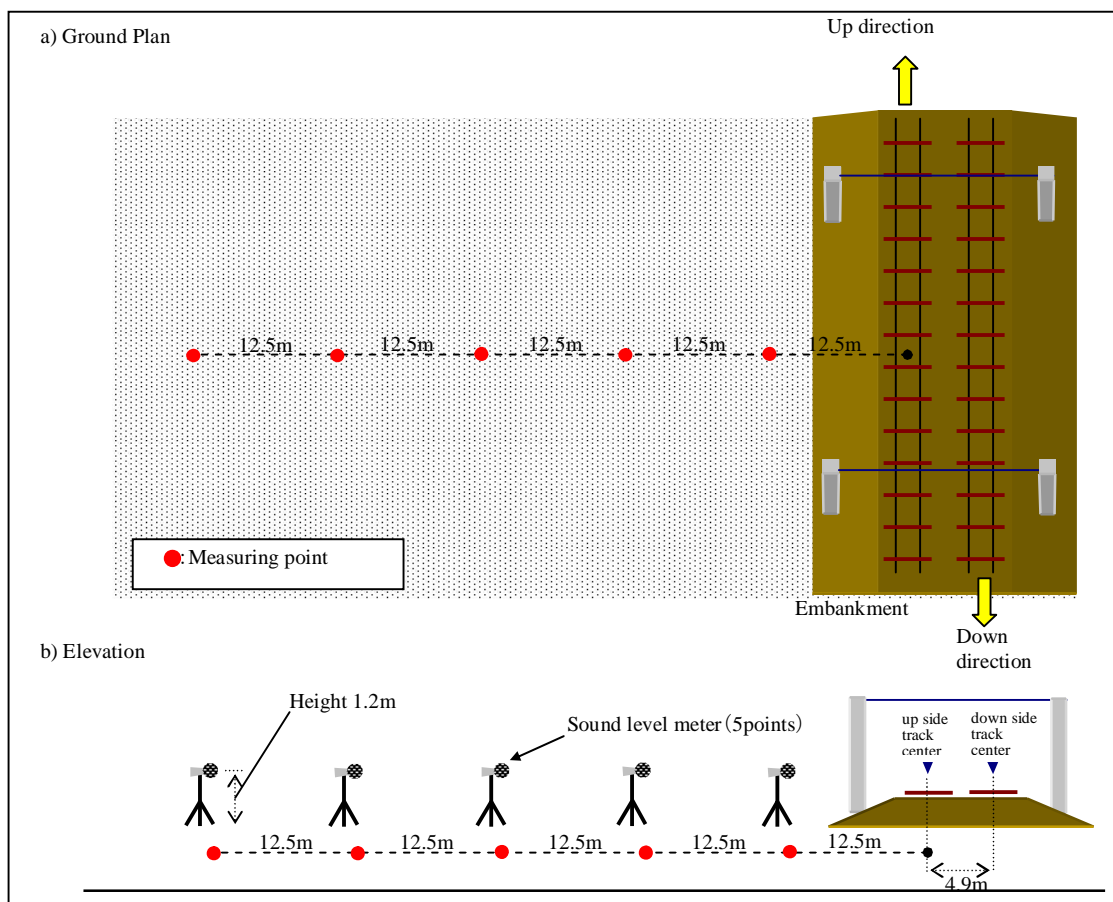 a) Ground Plan
Up direction
12.5m
12.5m
12.5m
12.5m
12.5m
: Measuring point
Embankment
Down
direction
b) Elevation
Height 1.2m
Sound level meter(5points)
up side
track
center
down side
track
center
12.5m
12.5m
12.5m
12.5m
12.5m
4.9m